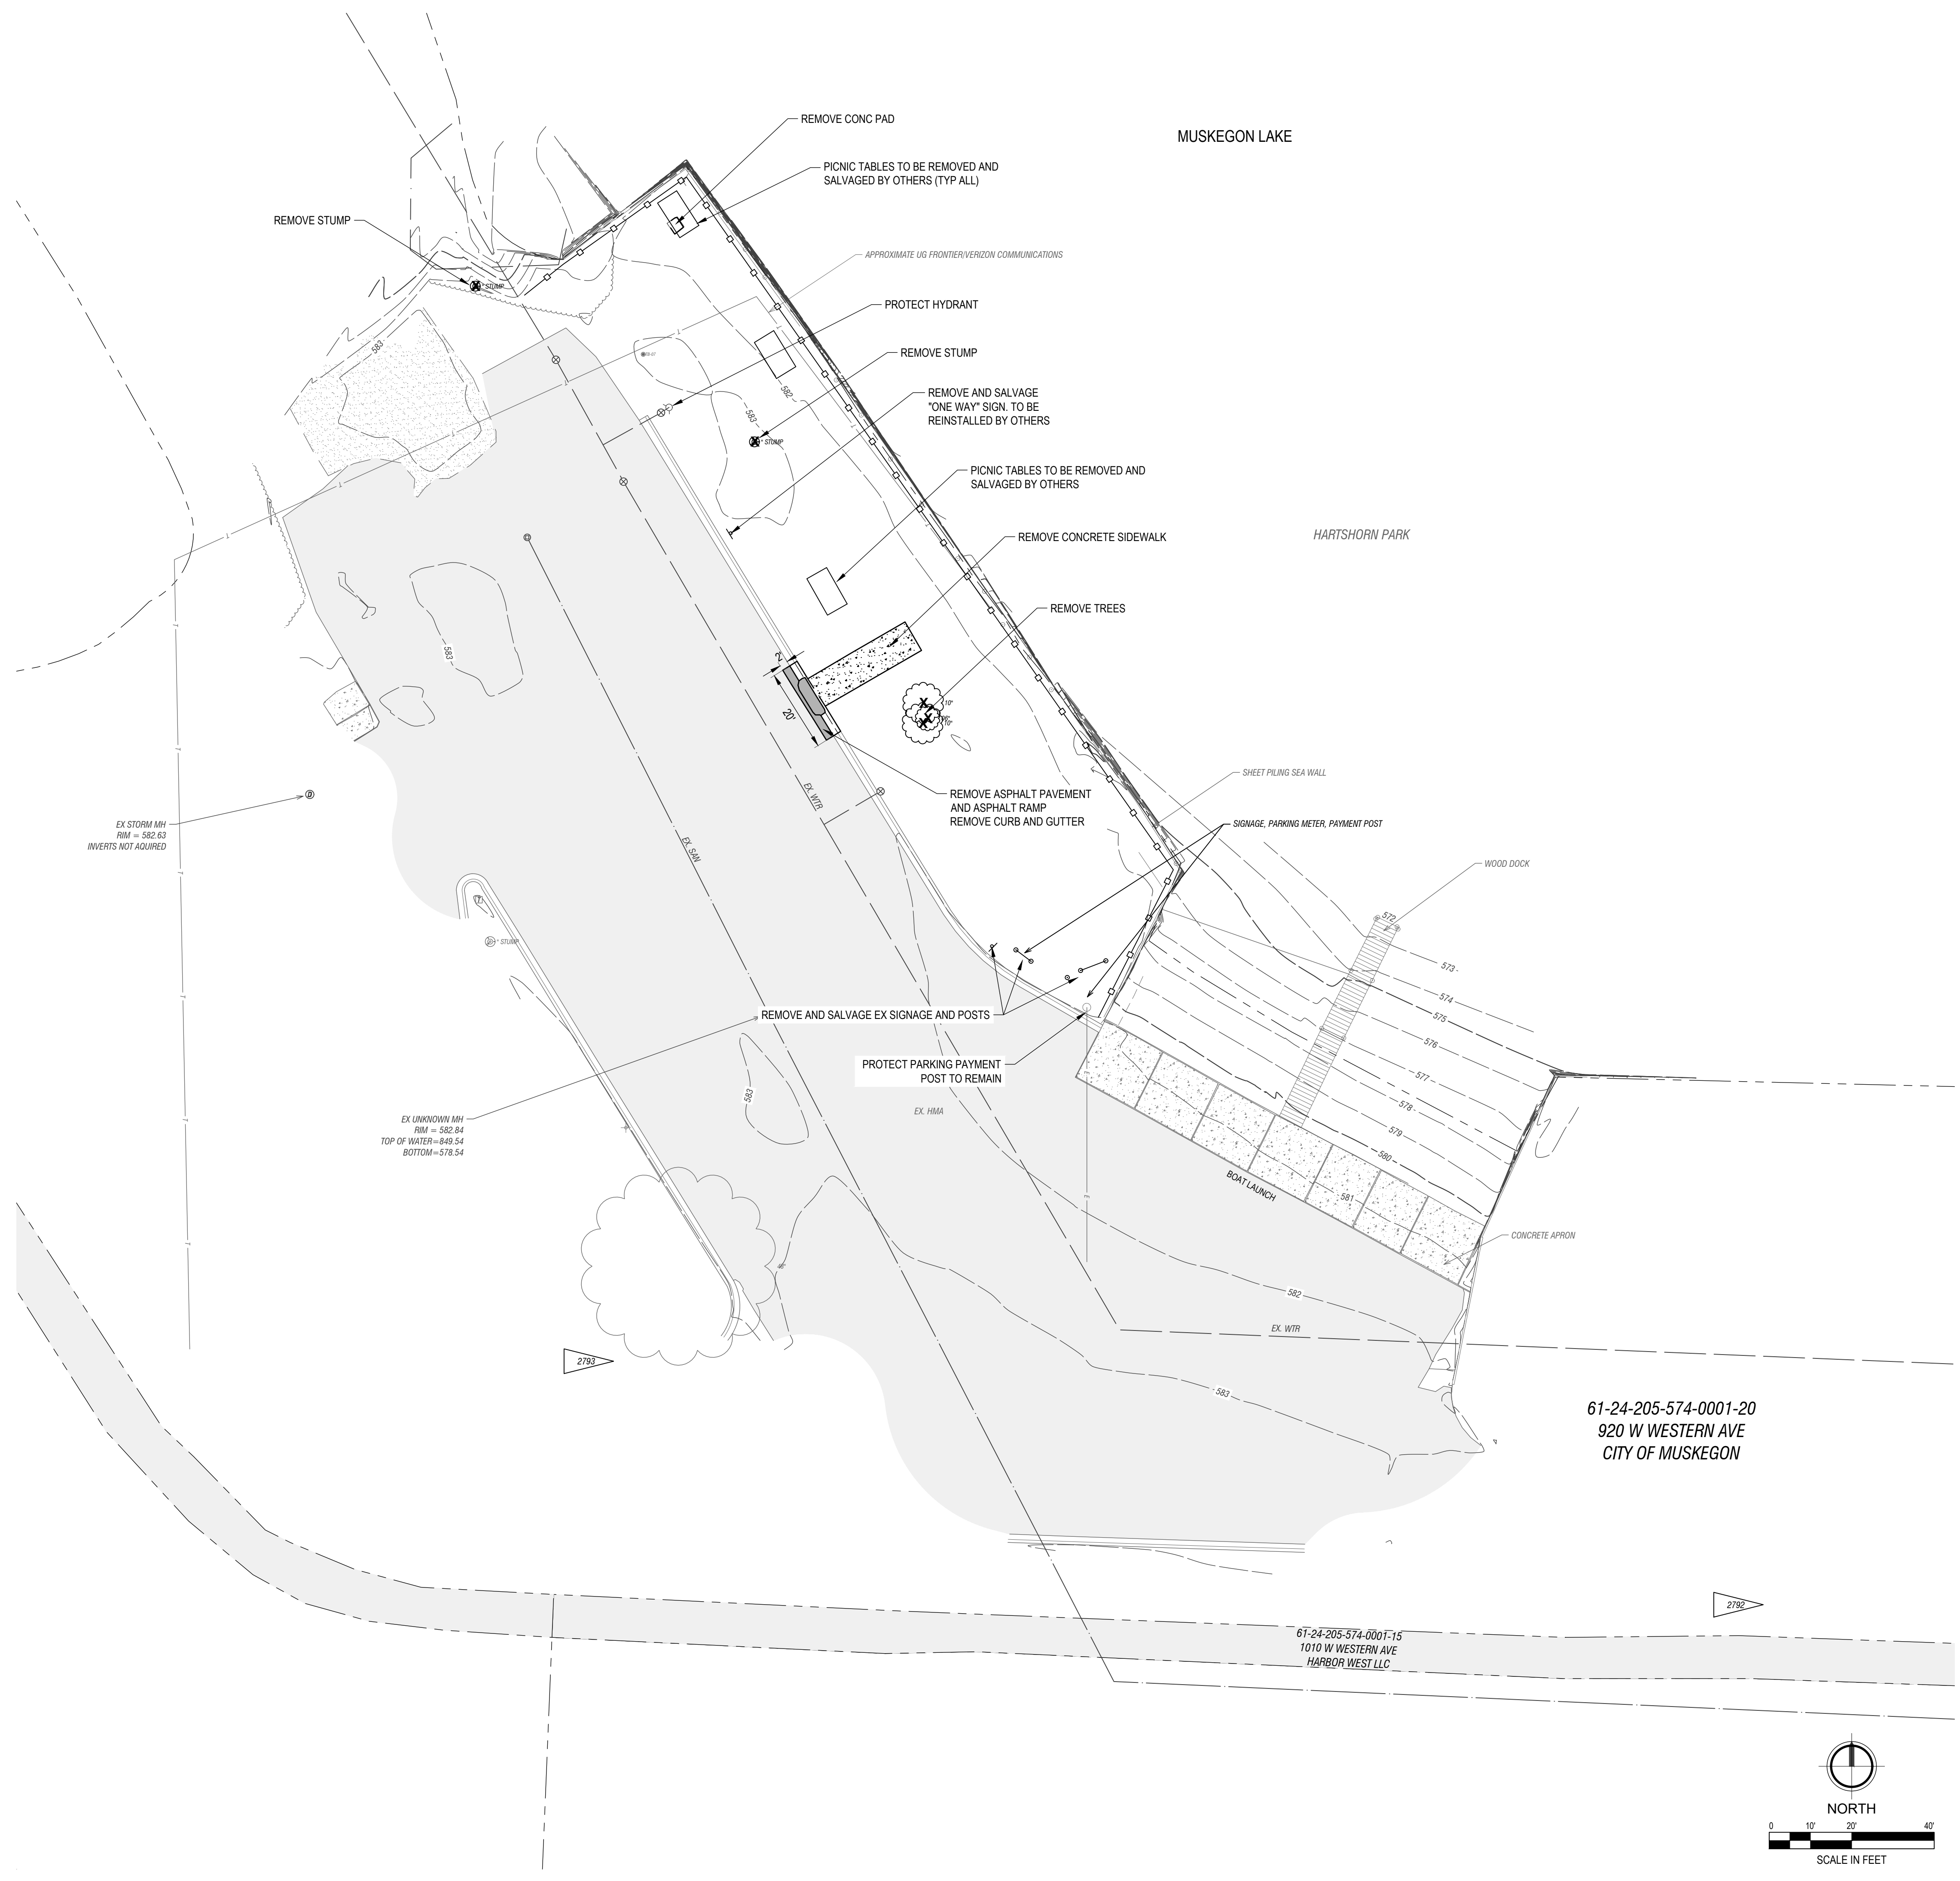 REMOVE CONC PAD
MUSKEGON LAKE
PICNIC TABLES TO BE REMOVED AND
SALVAGED BY OTHERS (TYP ALL)
REMOVE STUMP
APPROXIMATE UG FRONTIER/VERIZON COMMUNICATIONS
" STUMP
PROTECT HYDRANT
583
REMOVE STUMP
582
REMOVE AND SALVAGE
"ONE WAY" SIGN. TO BE
REINSTALLED BY OTHERS
583
" STUMP
PICNIC TABLES TO BE REMOVED AND
SALVAGED BY OTHERS
HARTSHORN PARK
REMOVE CONCRETE SIDEWALK
REMOVE TREES
583
2'
20'
10"
10"
SHEET PILING SEA WALL
EX. WTR
REMOVE ASPHALT PAVEMENT
AND ASPHALT RAMP
REMOVE CURB AND GUTTER
EX STORM MH
RIM = 582.63
INVERTS NOT AQUIRED
SIGNAGE, PARKING METER, PAYMENT POST
EX. SAN
WOOD DOCK
572
" STUMP
573
574
REMOVE AND SALVAGE EX SIGNAGE AND POSTS
575
576
PROTECT PARKING PAYMENT
POST TO REMAIN
577
583
578
EX. HMA
EX UNKNOWN MH
RIM = 582.84
TOP OF WATER=849.54
BOTTOM=578.54
579
580
BOAT LAUNCH
581
CONCRETE APRON
582
EX. WTR
2793
583
61-24-205-574-0001-20
920 W WESTERN AVE
CITY OF MUSKEGON
2792
61-24-205-574-0001-15
1010 W WESTERN AVE
HARBOR WEST LLC
NORTH
0 10' 20' 40'
SCALE IN FEET